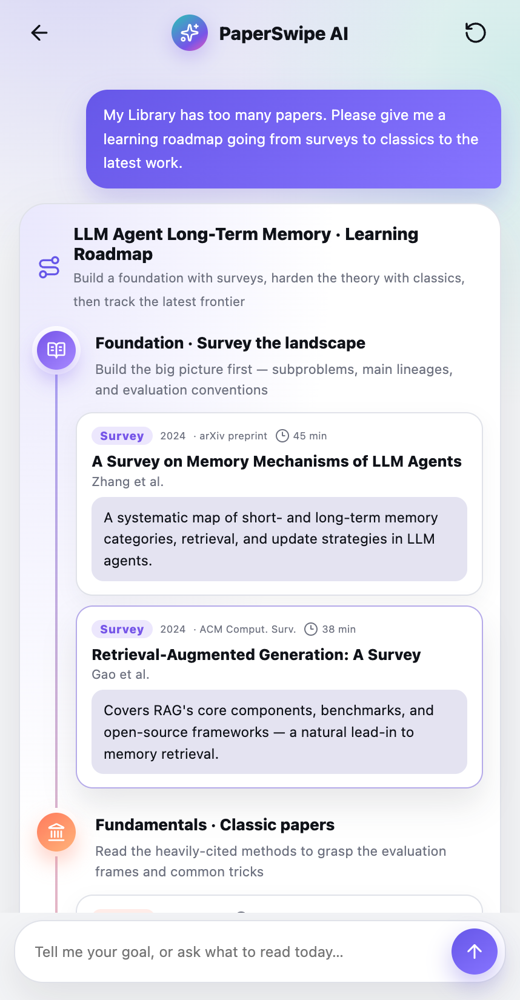 PaperSwipe AI
My Library has too many papers. Please give me a
learning roadmap going from surveys to classics to the
latest work.
LLM Agent Long-Term Memory · Learning
Roadmap
Build a foundation with surveys, harden the theory with classics,
then track the latest frontier
Foundation · Survey the landscape
Build the big picture first — subproblems, main lineages,
and evaluation conventions
Survey 2024 · arXiv preprint 45 min
A Survey on Memory Mechanisms of LLM Agents
Zhang et al.
A systematic map of short- and long-term memory
categories, retrieval, and update strategies in LLM
agents.
Survey 2024 · ACM Comput. Surv. 38 min
Retrieval-Augmented Generation: A Survey
Gao et al.
Covers RAG's core components, benchmarks, and
open-source frameworks — a natural lead-in to
memory retrieval.
Fundamentals · Classic papers
Read the heavily-cited methods to grasp the evaluation
frames and common tricks
Tell me your goal, or ask what to read today...